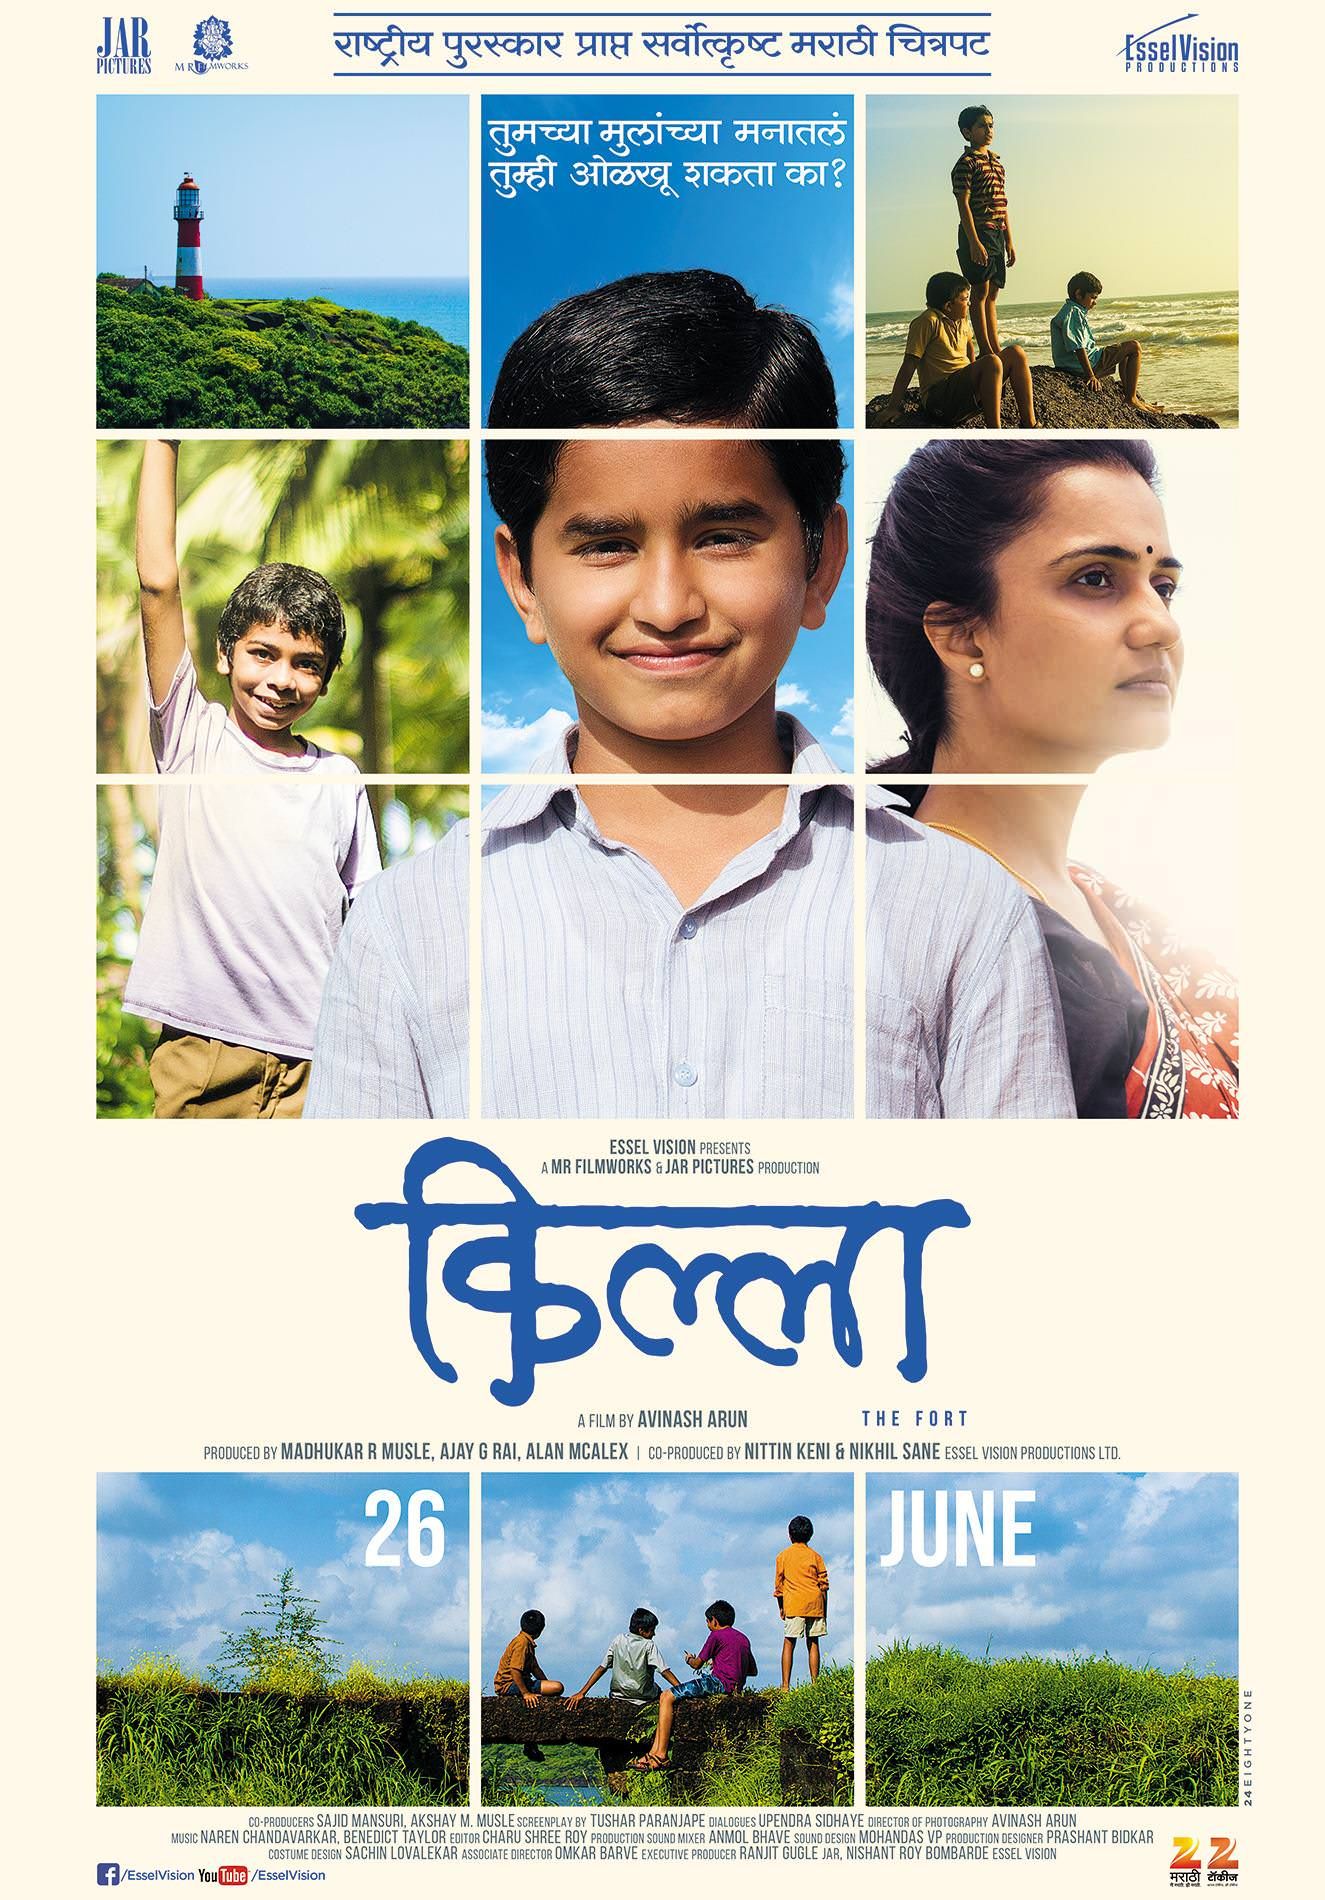 JAR
PICTURES
MR FILMWORKS
राष्ट्रीय पुरस्कार प्राप्त सर्वोत्कृष्ट मराठी चित्रपट
EsselVision
PRODUCTIONS
तुमच्या मुलांच्या मनातलं
तुम्ही ओळखू शकता का?
ESSEL VISION PRESENTS
A MR FILMWORKS & JAR PICTURES PRODUCTION
किल्ला
A FILM BY AVINASH ARUN
THE FORT
PRODUCED BY MADHUKAR R MUSLE, AJAY G RAI, ALAN MCALEX | CO-PRODUCED BY NITTIN KENI & NIKHIL SANE ESSEL VISION PRODUCTIONS LTD.
26 JUNE
24EIGHTYONE
CO-PRODUCERS SAJID MANSURI, AKSHAY M. MUSLE SCREENPLAY BY TUSHAR PARANJAPE DIALOGUES UPENDRA SIDHAYE DIRECTOR OF PHOTOGRAPHY AVINASH ARUN
MUSIC NAREN CHANDAVARKAR, BENEDICT TAYLOR EDITOR CHARU SHREE ROY PRODUCTION SOUND MIXER ANMOL BHAVE SOUND DESIGN MOHANDAS VP PRODUCTION DESIGNER PRASHANT BIDKAR
COSTUME DESIGN SACHIN LOVALEKAR ASSOCIATE DIRECTOR OMKAR BARVE EXECUTIVE PRODUCER RANJIT GUGLE JAR, NISHANT ROY BOMBARDE ESSEL VISION
f/EsselVision YouTube/EsselVision
मराठी
टॉकीज